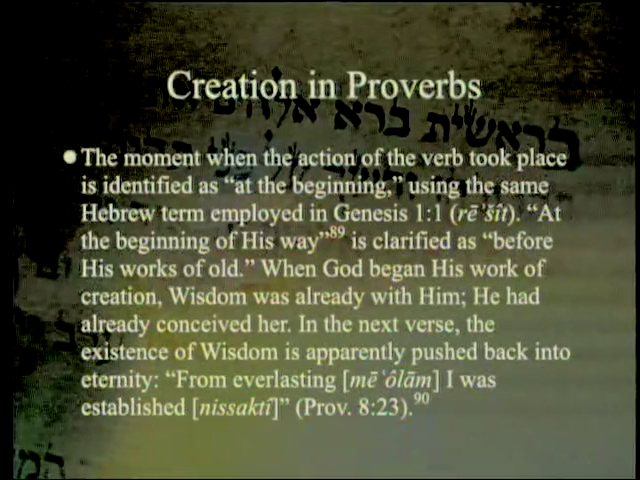 Creation in Proverbs
בראשית ברא אלהים
● The moment when the action of the verb took place
is identified as “at the beginning,” using the same
Hebrew term employed in Genesis 1:1 (rēʾšît). “At
the beginning of His way”89 is clarified as “before
His works of old.” When God began His work of
creation, Wisdom was already with Him; He had
already conceived her. In the next verse, the
existence of Wisdom is apparently pushed back into
eternity: “From everlasting [mēʿôlām] I was
established [nissaktî]” (Prov. 8:23).90